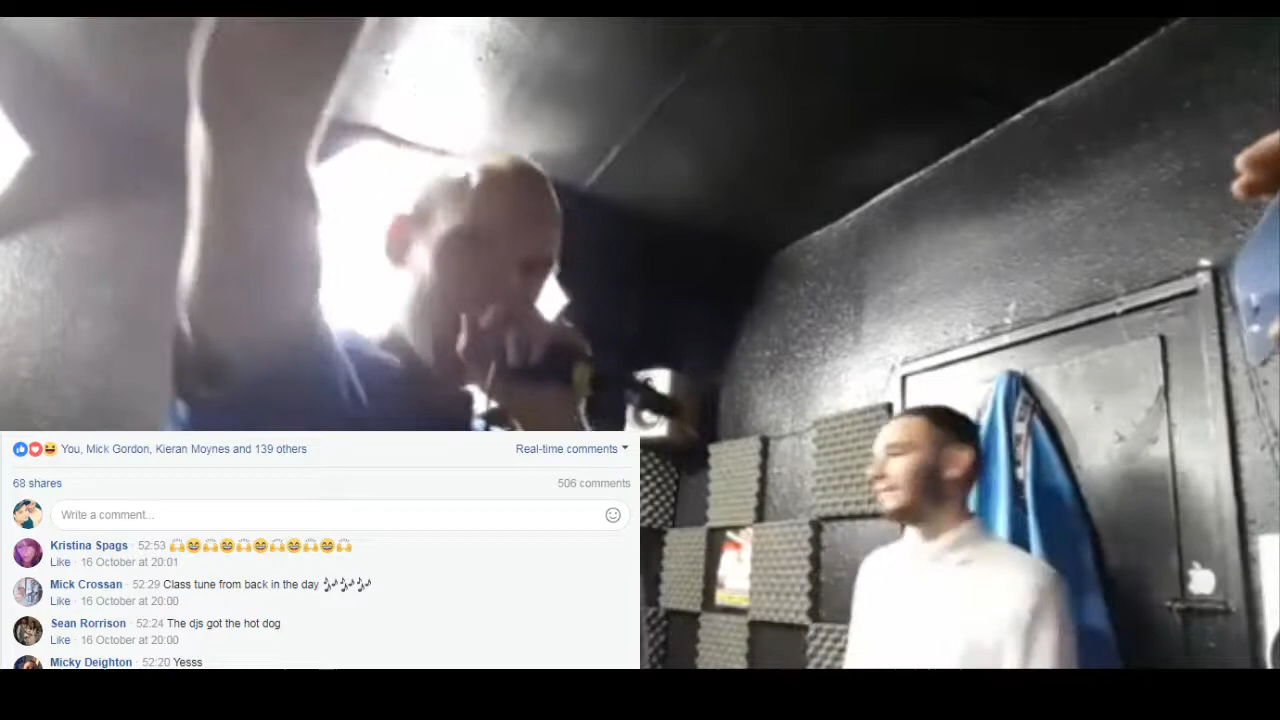 You, Mick Gordon, Kieran Moynes and 139 others
Real-time comments
68 shares
506 comments
Write a comment...
Kristina Spags · 52:53 🙌😄🙌😄🙌😄🙌😄🙌😄🙌
Like · 16 October at 20:01
Mick Crossan · 52:29 Class tune from back in the day 🎶🎶🎶
Like · 16 October at 20:00
Sean Rorrison · 52:24 The djs got the hot dog
Like · 16 October at 20:00
Micky Deighton · 52:20 Yesss